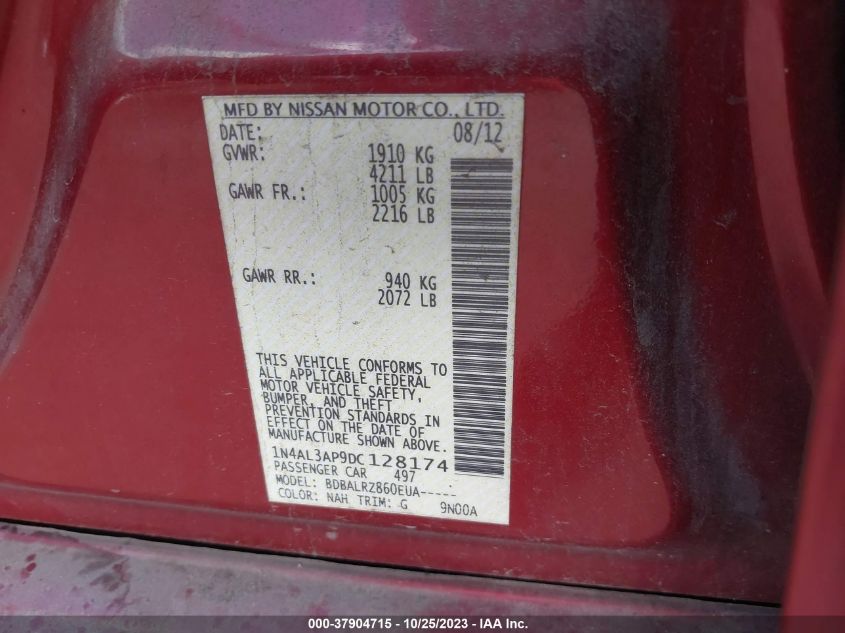 MFD BY NISSAN MOTOR CO., LTD.
DATE: 08/12
GVWR: 1910 KG
4211 LB
GAWR FR.: 1005 KG
2216 LB
GAWR RR.: 940 KG
2072 LB
THIS VEHICLE CONFORMS TO
ALL APPLICABLE FEDERAL
MOTOR VEHICLE SAFETY,
BUMPER, AND THEFT
PREVENTION STANDARDS IN
EFFECT ON THE DATE OF
MANUFACTURE SHOWN ABOVE.
1N4AL3AP9DC128174
PASSENGER CAR 497
MODEL: BDBALRZ860EUA-----
COLOR: NAH TRIM: G 9N00A
000-37904715 - 10/25/2023 - IAA Inc.